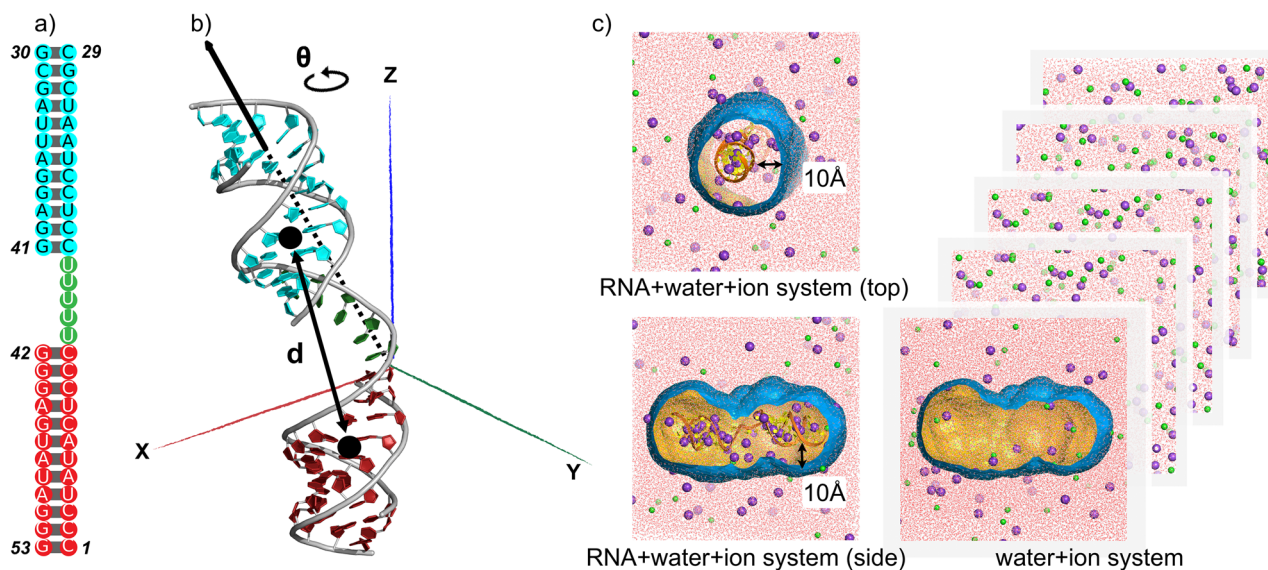 a)
30 G C 29
C G
G C
A U
U A
U A
A U
G C
G C
A U
G C
41 G C
U
U
U
U
U
42 G C
G C
G C
A U
G C
U A
A U
U A
A U
G C
G C
53 G C 1
b)
θ
Z
d
X
Y
c)
10Å
RNA+water+ion system (top)
10Å
RNA+water+ion system (side)
water+ion system